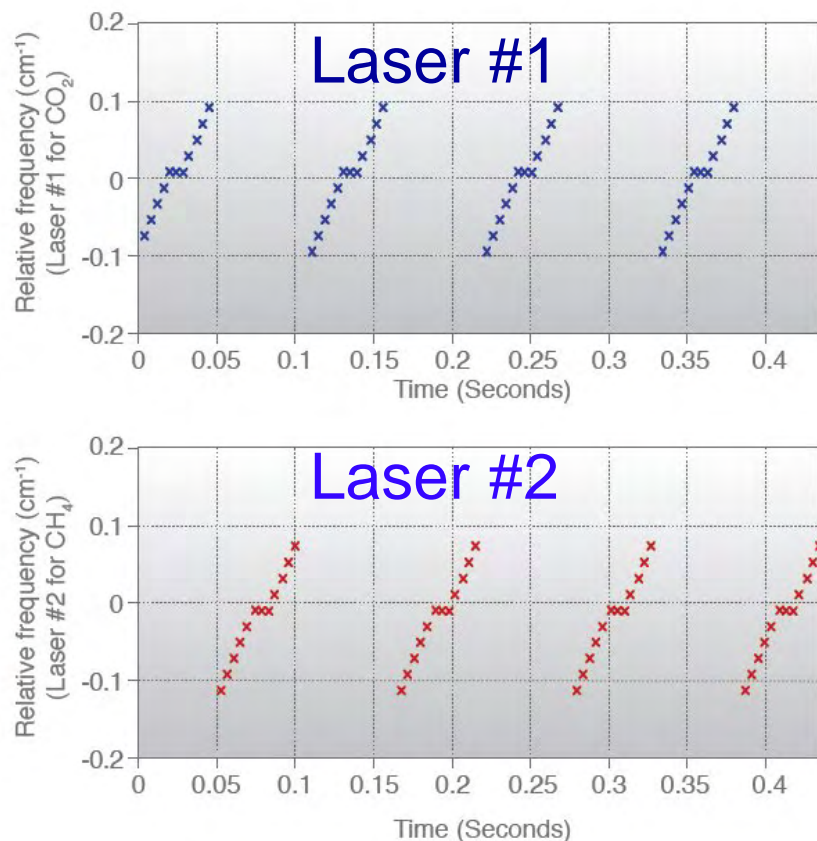 Laser #1
Relative frequency (cm⁻¹)
(Laser #1 for CO₂)
0.2
0.1
0
-0.1
-0.2
0 0.05 0.1 0.15 0.2 0.25 0.3 0.35 0.4
Time (Seconds)
Laser #2
Relative frequency (cm⁻¹)
(Laser #2 for CH₄)
0.2
0.1
0
-0.1
-0.2
0 0.05 0.1 0.15 0.2 0.25 0.3 0.35 0.4
Time (Seconds)